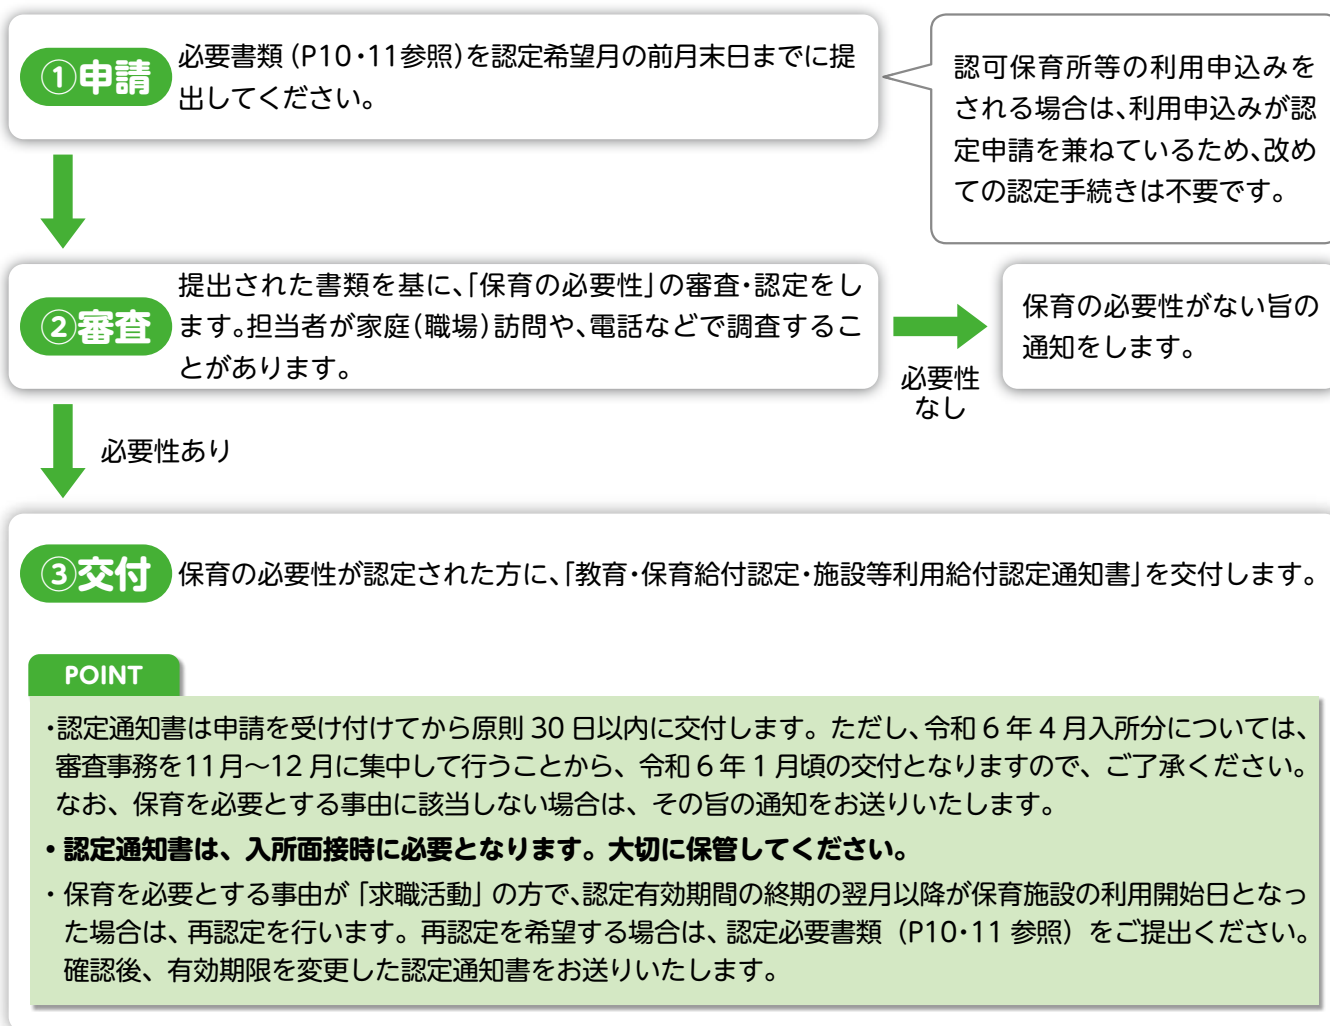 ①申請
必要書類（P10・11参照）を認定希望月の前月末日までに提
出してください。
認可保育所等の利用申込みを
される場合は、利用申込みが認
定申請を兼ねているため、改め
ての認定手続きは不要です。
②審査
提出された書類を基に、「保育の必要性」の審査・認定をし
ます。担当者が家庭（職場）訪問や、電話などで調査するこ
とがあります。
必要性
なし
保育の必要性がない旨の
通知をします。
必要性あり
③交付
保育の必要性が認定された方に、「教育・保育給付認定・施設等利用給付認定通知書」を交付します。
POINT
・認定通知書は申請を受け付けてから原則 30 日以内に交付します。ただし、令和 6 年 4 月入所分については、
審査事務を11月〜12 月に集中して行うことから、令和 6 年 1 月頃の交付となりますので、ご了承ください。
なお、保育を必要とする事由に該当しない場合は、その旨の通知をお送りいたします。
・認定通知書は、入所面接時に必要となります。大切に保管してください。
・保育を必要とする事由が「求職活動」の方で、認定有効期間の終期の翌月以降が保育施設の利用開始日となっ
た場合は、再認定を行います。再認定を希望する場合は、認定必要書類（P10・11 参照）をご提出ください。
確認後、有効期限を変更した認定通知書をお送りいたします。